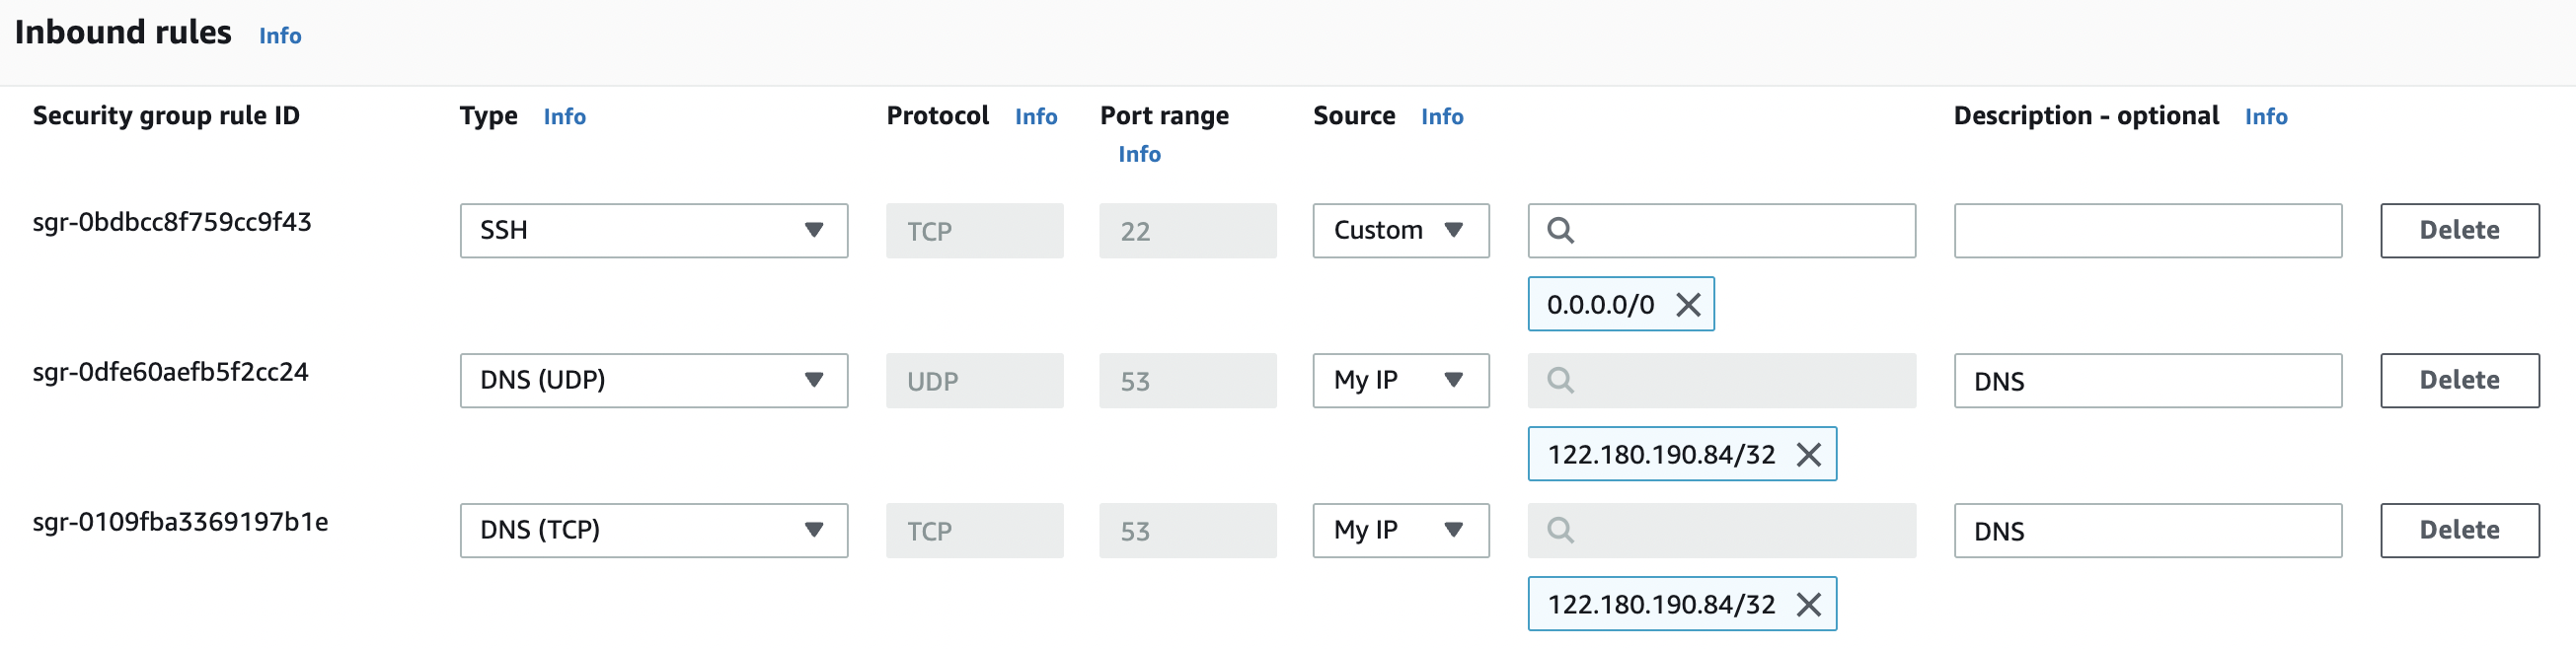 Inbound rules Info
Security group rule ID Type Info Protocol Info Port range Source Info Description - optional Info
Info
sgr-0bdbcc8f759cc9f43 SSH TCP 22 Custom Delete
0.0.0.0/0
sgr-0dfe60aefb5f2cc24 DNS (UDP) UDP 53 My IP DNS Delete
122.180.190.84/32
sgr-0109fba3369197b1e DNS (TCP) TCP 53 My IP DNS Delete
122.180.190.84/32